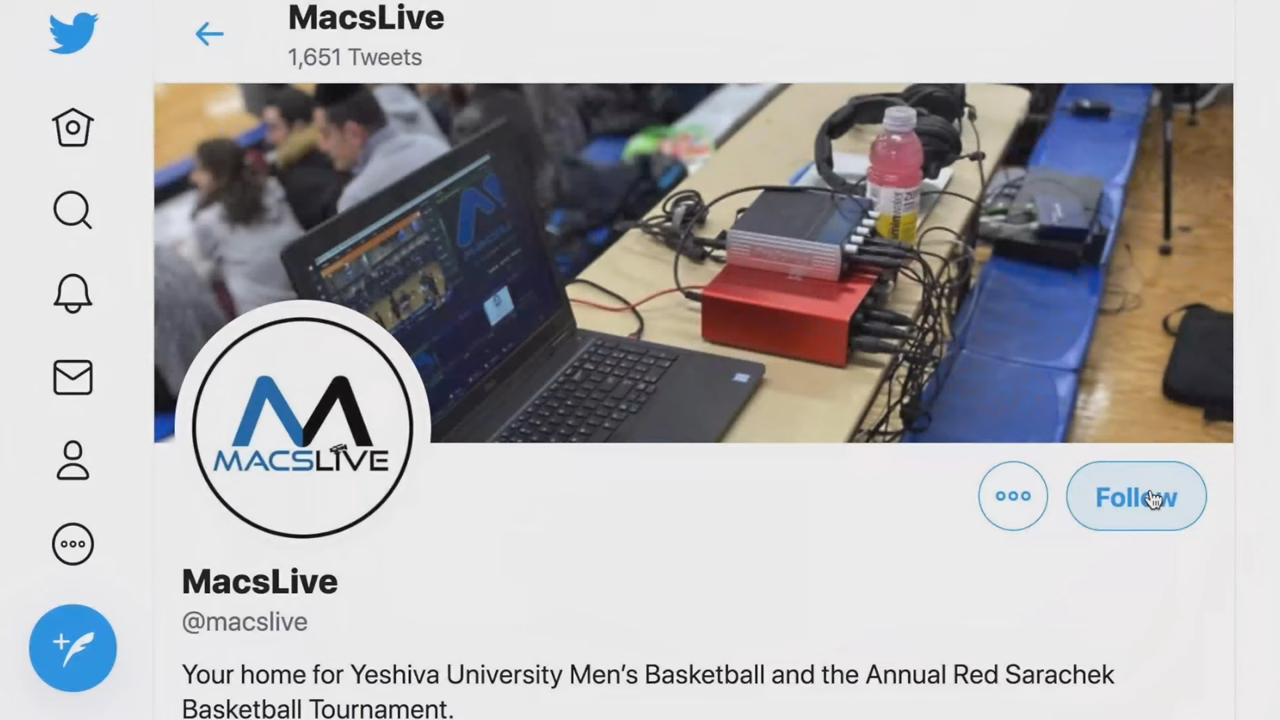 MacsLive
1,651 Tweets
MACSLIVE
Follow
MacsLive
@macslive
Your home for Yeshiva University Men's Basketball and the Annual Red Sarachek
Basketball Tournament.